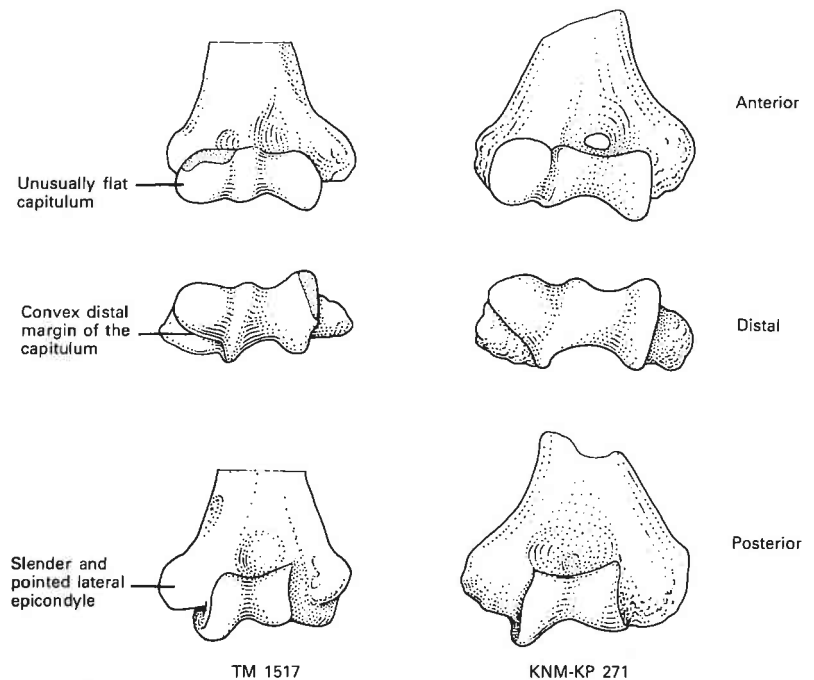 Anterior
Unusually flat
capitulum
Convex distal
margin of the
capitulum
Distal
Posterior
Slender and
pointed lateral
epicondyle
TM 1517
KNM-KP 271